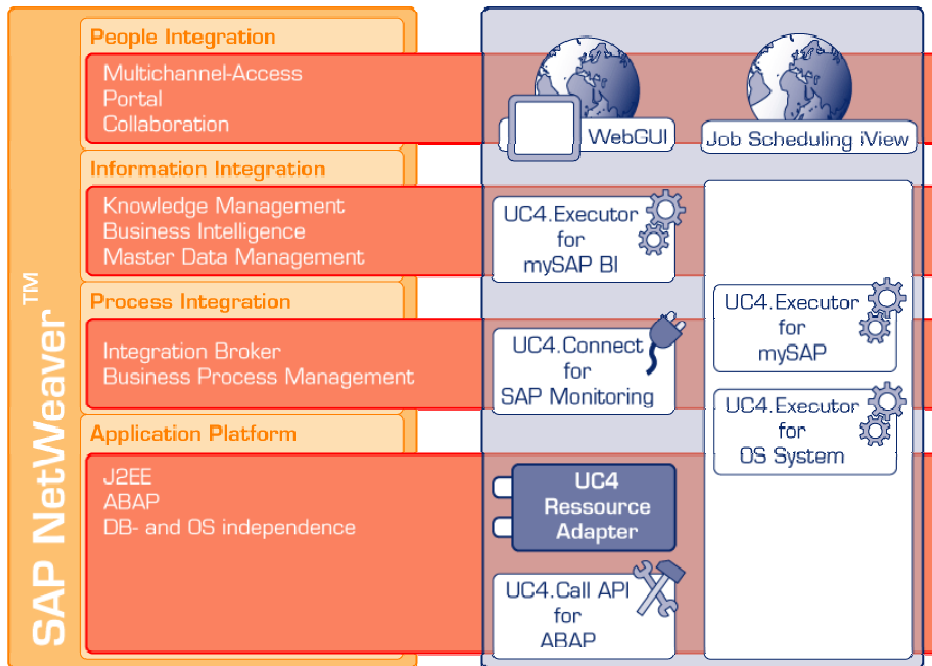 SAP NetWeaver™
People Integration
Multichannel-Access
Portal
Collaboration
Information Integration
Knowledge Management
Business Intelligence
Master Data Management
Process Integration
Integration Broker
Business Process Management
Application Platform
J2EE
ABAP
DB- and OS independence
WebGUI
Job Scheduling iView
UC4.Executor
for
mySAP BI
UC4.Connect
for
SAP Monitoring
UC4
Ressource
Adapter
UC4.Call API
for
ABAP
UC4.Executor
for
mySAP
UC4.Executor
for
OS System